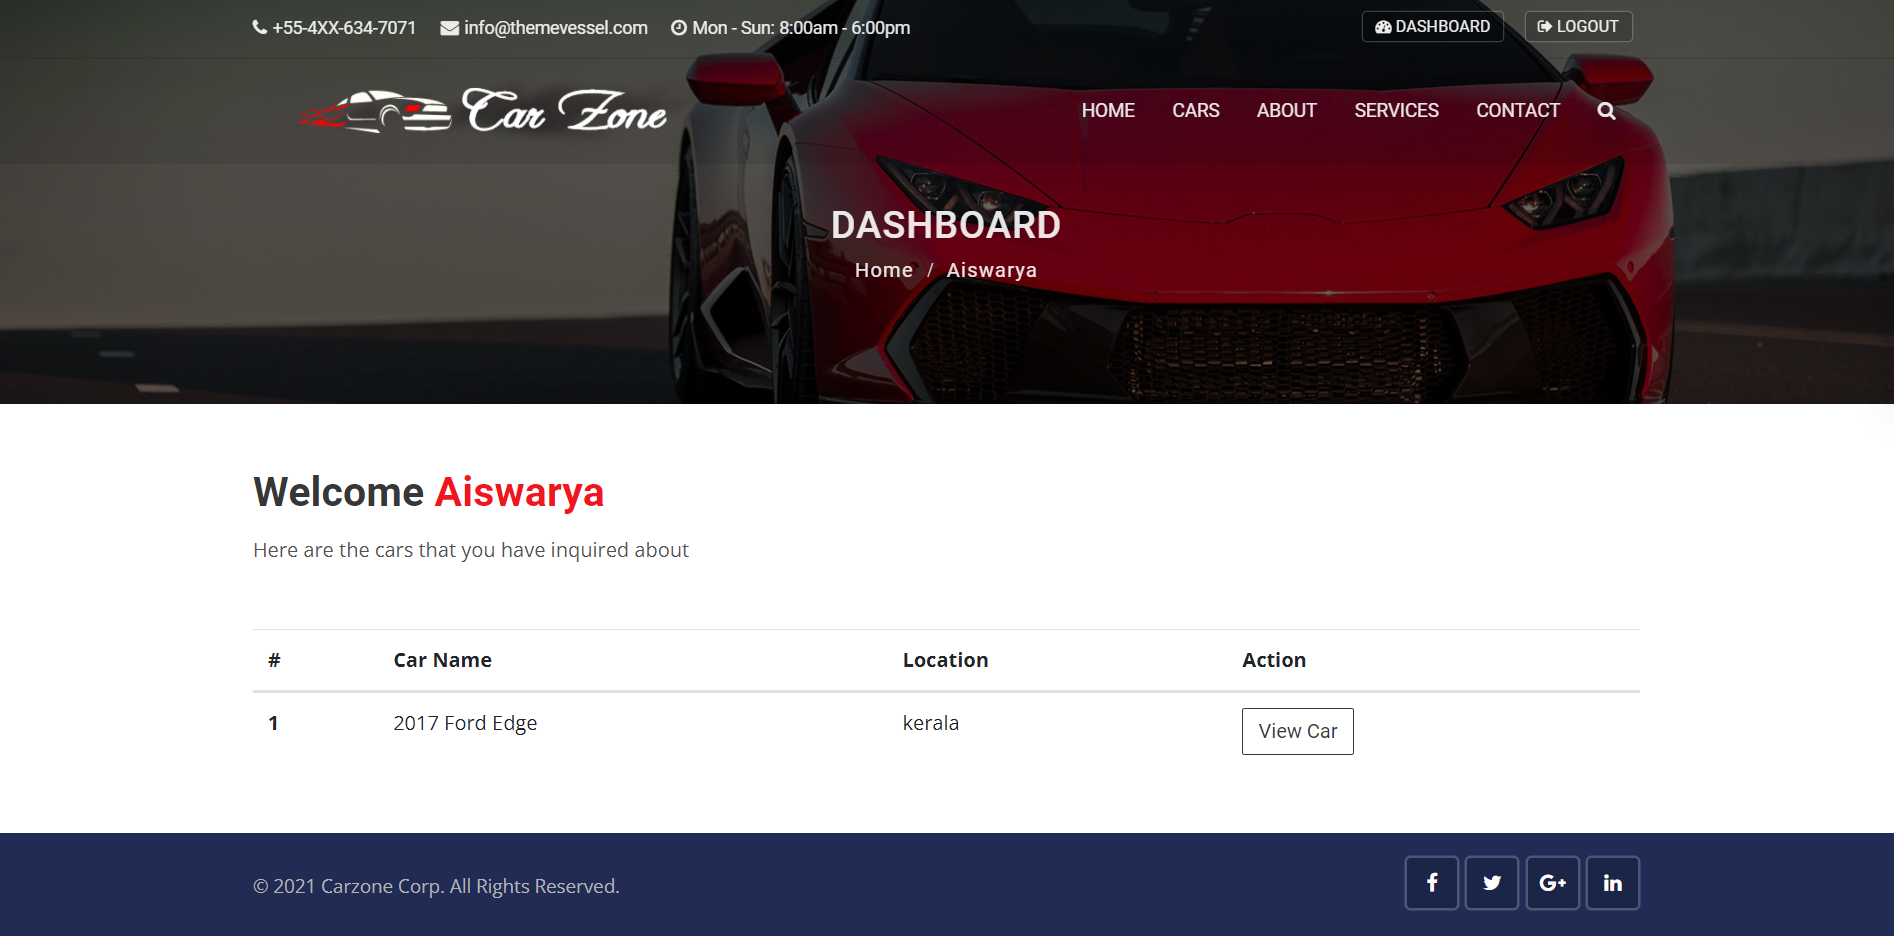 +55-4XX-634-7071 info@themevessel.com Mon - Sun: 8:00am - 6:00pm DASHBOARD LOGOUT
Car Zone HOME CARS ABOUT SERVICES CONTACT
DASHBOARD
Home / Aiswarya
Welcome Aiswarya
Here are the cars that you have inquired about
# Car Name Location Action
1 2017 Ford Edge kerala View Car
© 2021 Carzone Corp. All Rights Reserved.